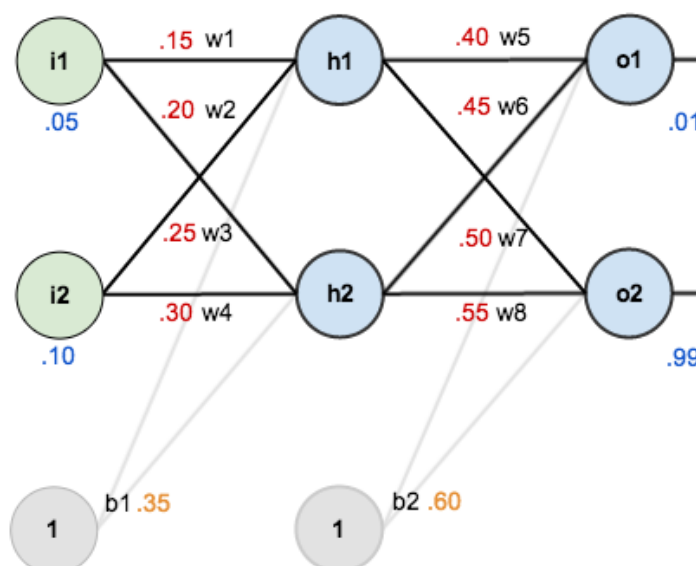 .15 w1
.40 w5
i1
h1
o1
.20 w2
.45 w6
.05
.01
.25 w3
.50 w7
i2
h2
o2
.30 w4
.55 w8
.10
.99
b1 .35
b2 .60
1
1